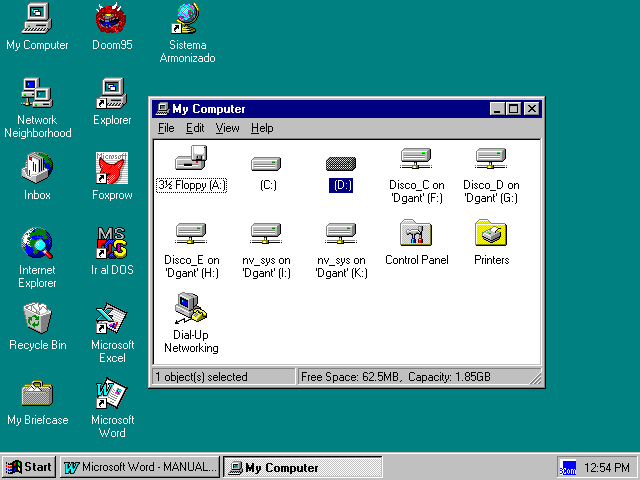 My Computer
Doom95
Sistema
Armonizado
Network
Neighborhood
Explorer
Inbox
Microsoft
Foxprow
Internet
Explorer
MS
Ir al DOS
Recycle Bin
Microsoft
Excel
My Briefcase
Microsoft
Word
My Computer
File Edit View Help
3½ Floppy (A:)
(C:)
(D:)
Disco_C on
'Dgant' (F:)
Disco_D on
'Dgant' (G:)
Disco_E on
'Dgant' (H:)
nv_sys on
'Dgant' (I:)
nv_sys on
'Dgant' (K:)
Control Panel
Printers
Dial-Up
Networking
1 object(s) selected
Free Space: 62.5MB, Capacity: 1.85GB
Start
Microsoft Word - MANUAL...
My Computer
3Com
12:54 PM